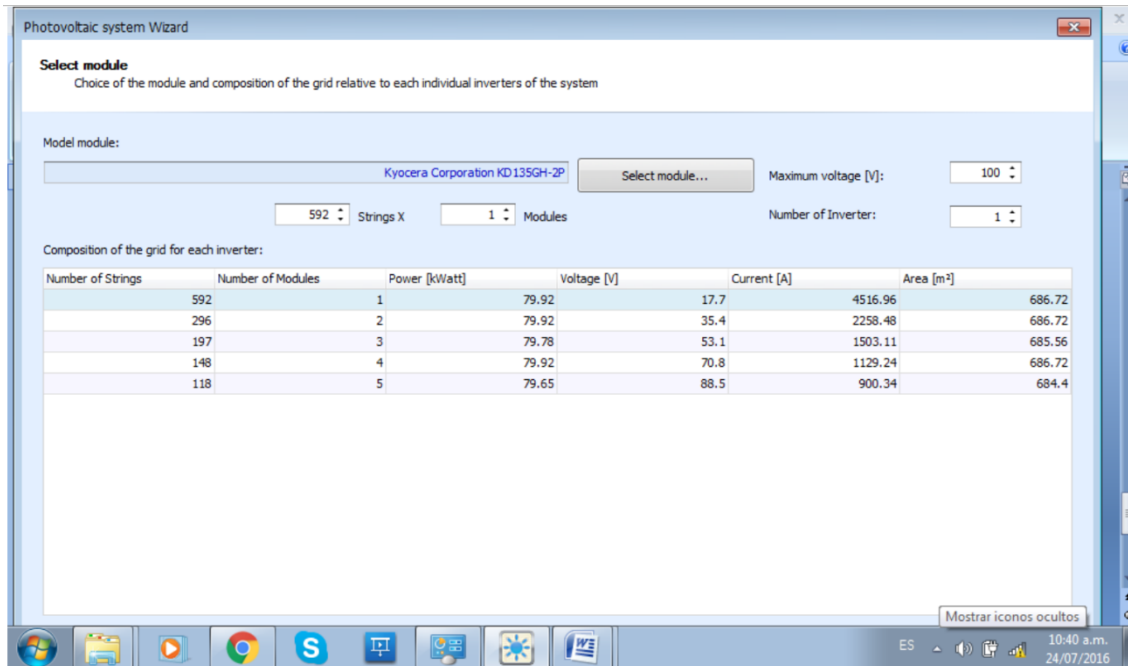 Photovoltaic system Wizard
Select module
Choice of the module and composition of the grid relative to each individual inverters of the system
Model module:
Kyocera Corporation KD135GH-2P Select module... Maximum voltage [V]: 100
592 Strings X 1 Modules Number of Inverter: 1
Composition of the grid for each inverter:
Number of Strings Number of Modules Power [kWatt] Voltage [V] Current [A] Area [m²]
592 1 79.92 17.7 4516.96 686.72
296 2 79.92 35.4 2258.48 686.72
197 3 79.78 53.1 1503.11 685.56
148 4 79.92 70.8 1129.24 686.72
118 5 79.65 88.5 900.34 684.4
Mostrar iconos ocultos
ES 10:40 a.m.
24/07/2016